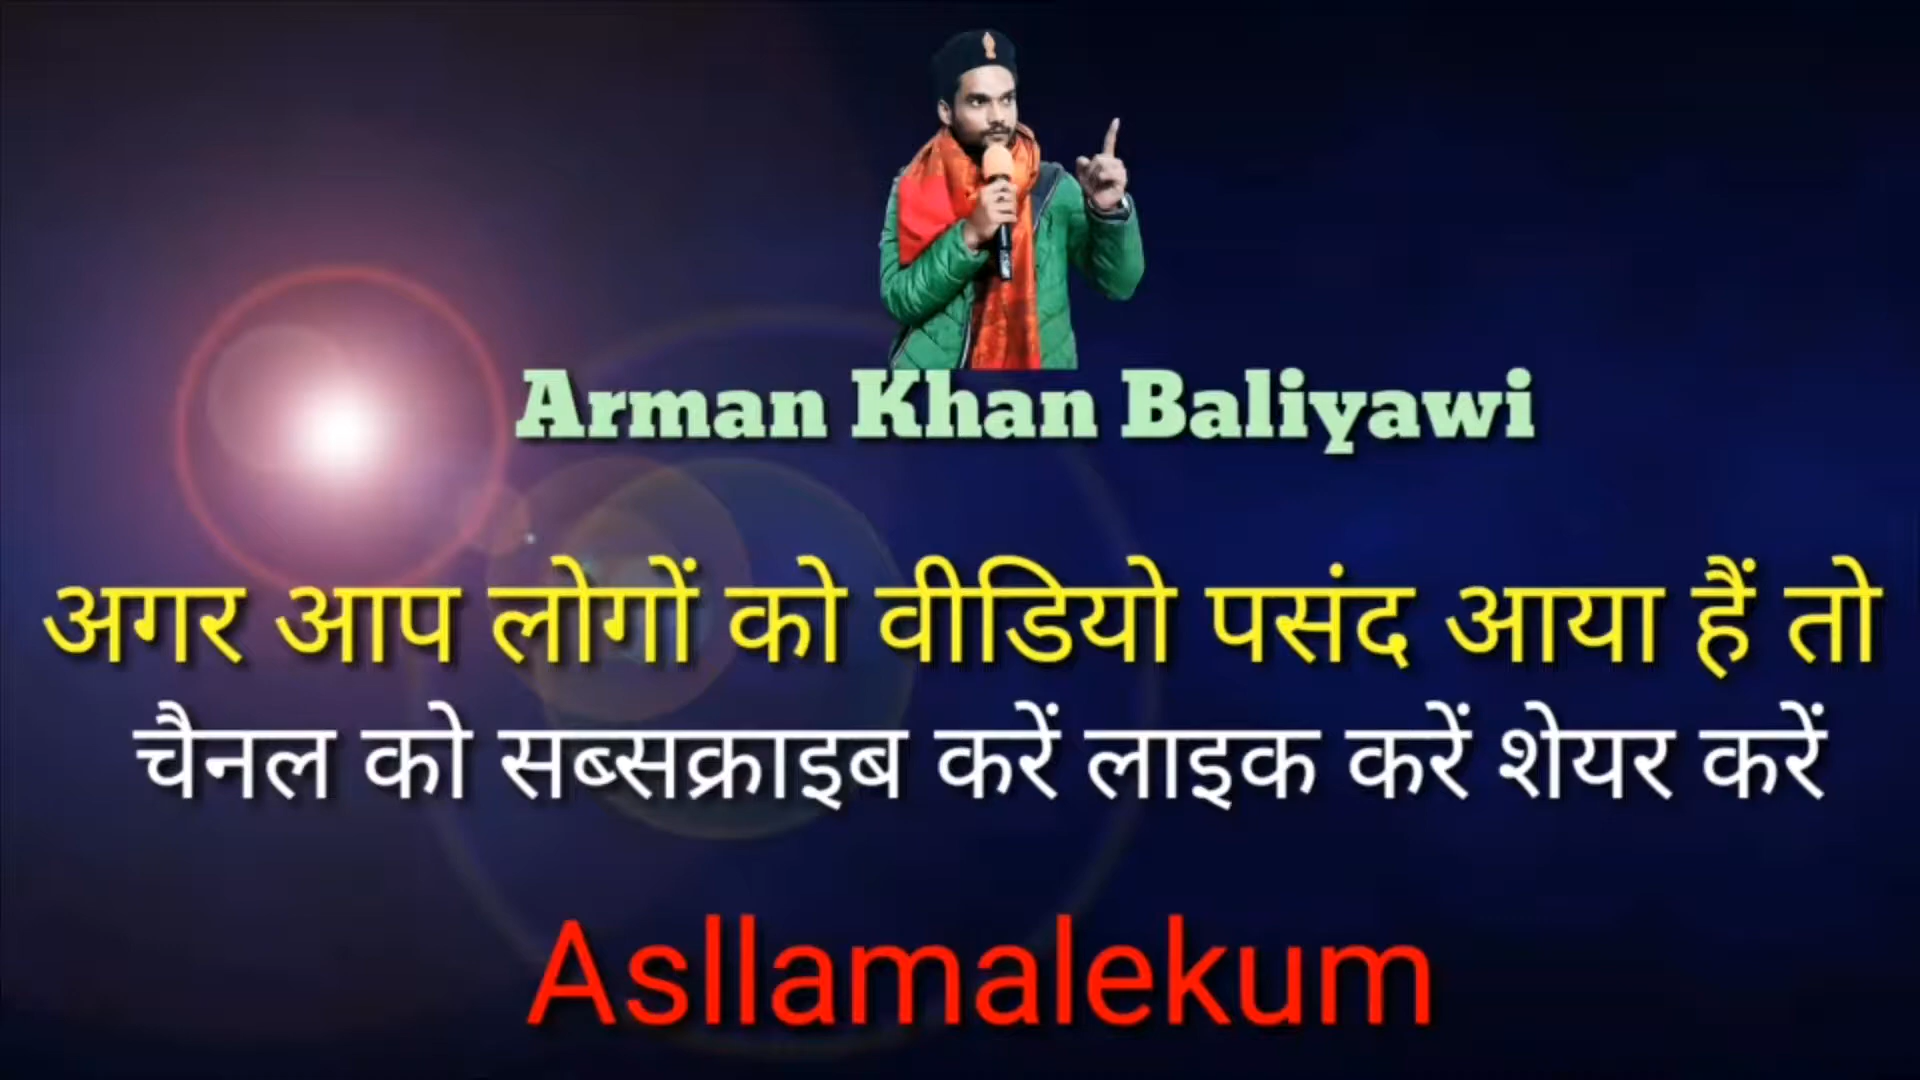 Arman Khan Baliyawi
अगर आप लोगों को वीडियो पसंद आया हैं तो
चैनल को सब्सक्राइब करें लाइक करें शेयर करें
Asllamalekum